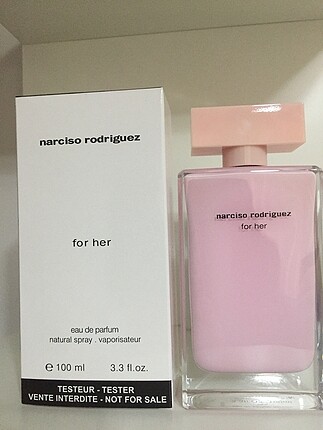 narciso rodriguez
for her
eau de parfum
natural spray . vaporisateur
℮ 100 ml 3.3 fl.oz.
TESTEUR - TESTER
VENTE INTERDITE - NOT FOR SALE
narciso rodriguez
for her